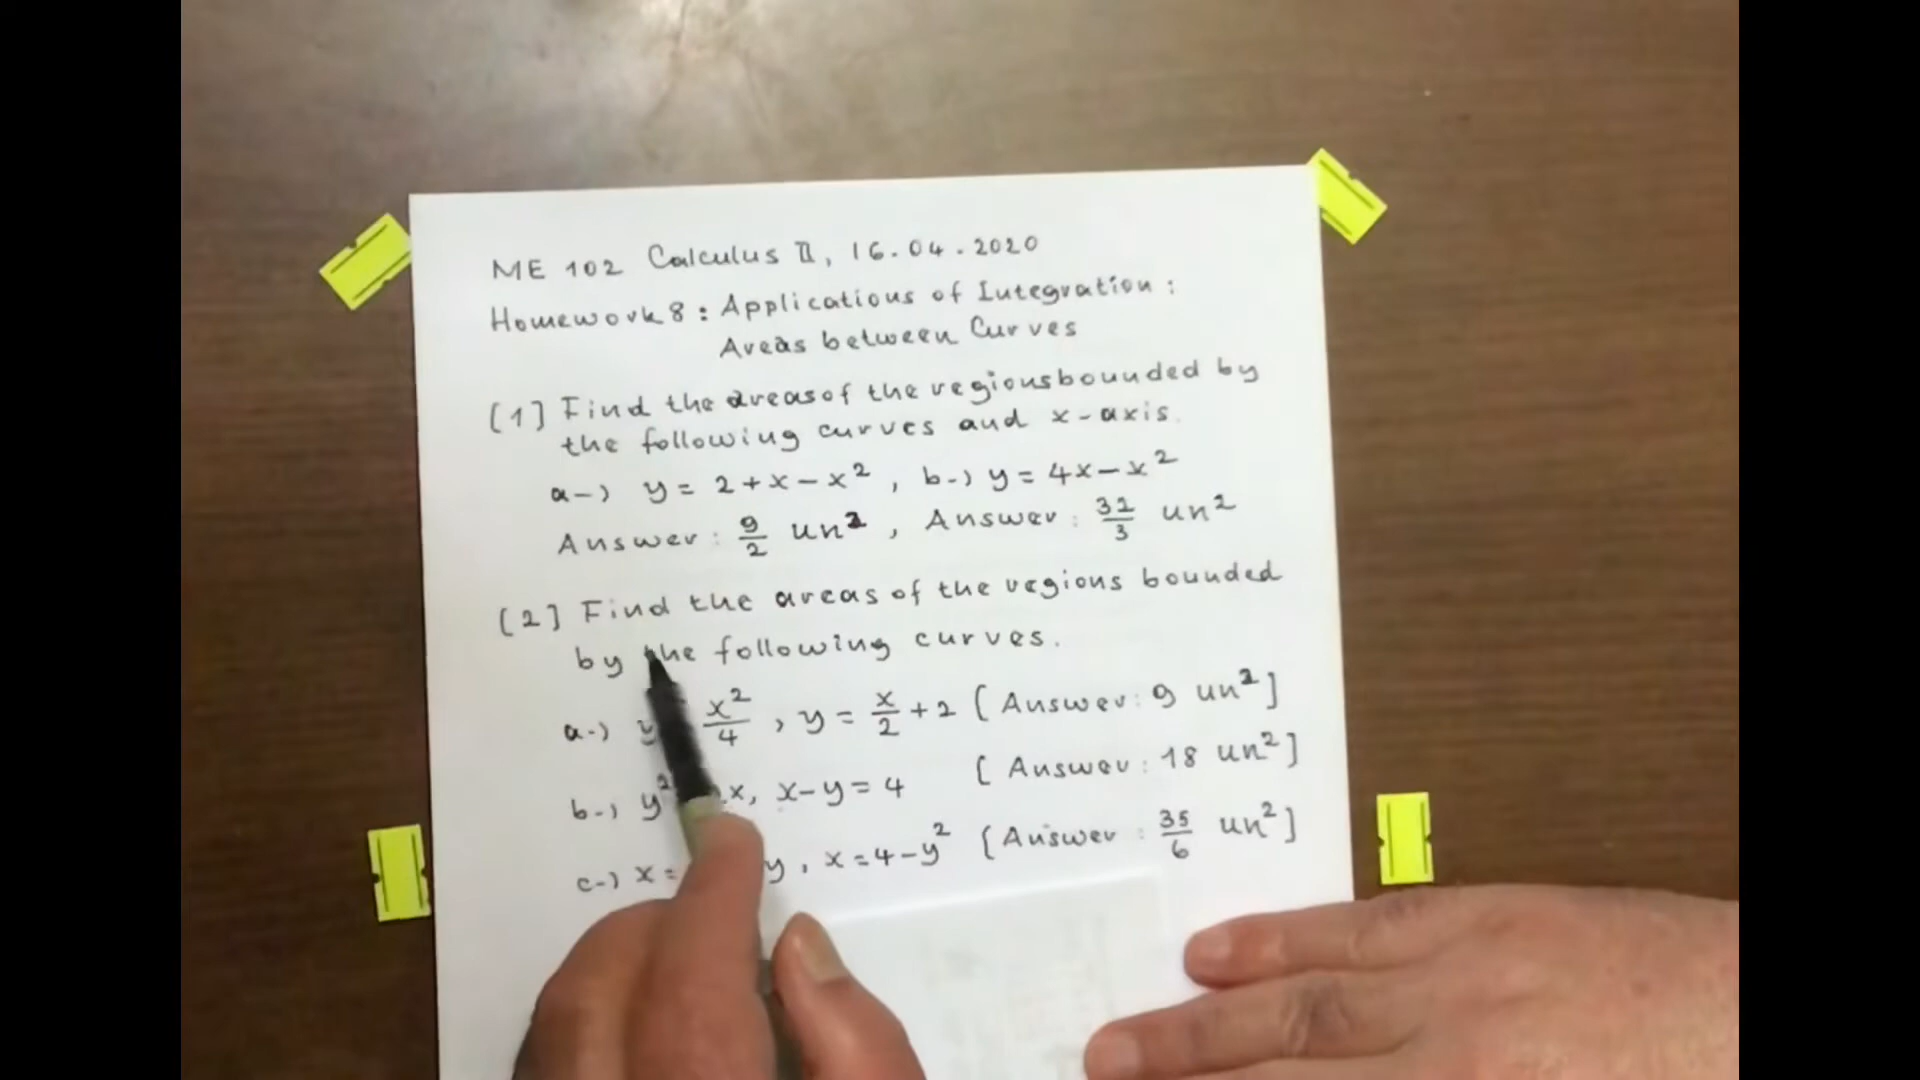 ME 102 Calculus II, 16.04.2020
Homework 8: Applications of Integration:
Areas between Curves
[1] Find the areas of the regions bounded by
the following curves and x-axis.
a-) y = 2 + x - x², b-) y = 4x - x²
Answer: 9/2 un², Answer: 32/3 un²
[2] Find the areas of the regions bounded
by the following curves.
a-) y x²/4, y = x/2 + 2 [Answer: 9 un²]
b-) y² x, x - y = 4 [Answer: 18 un²]
c-) x = y, x = 4 - y² [Answer: 35/6 un²]